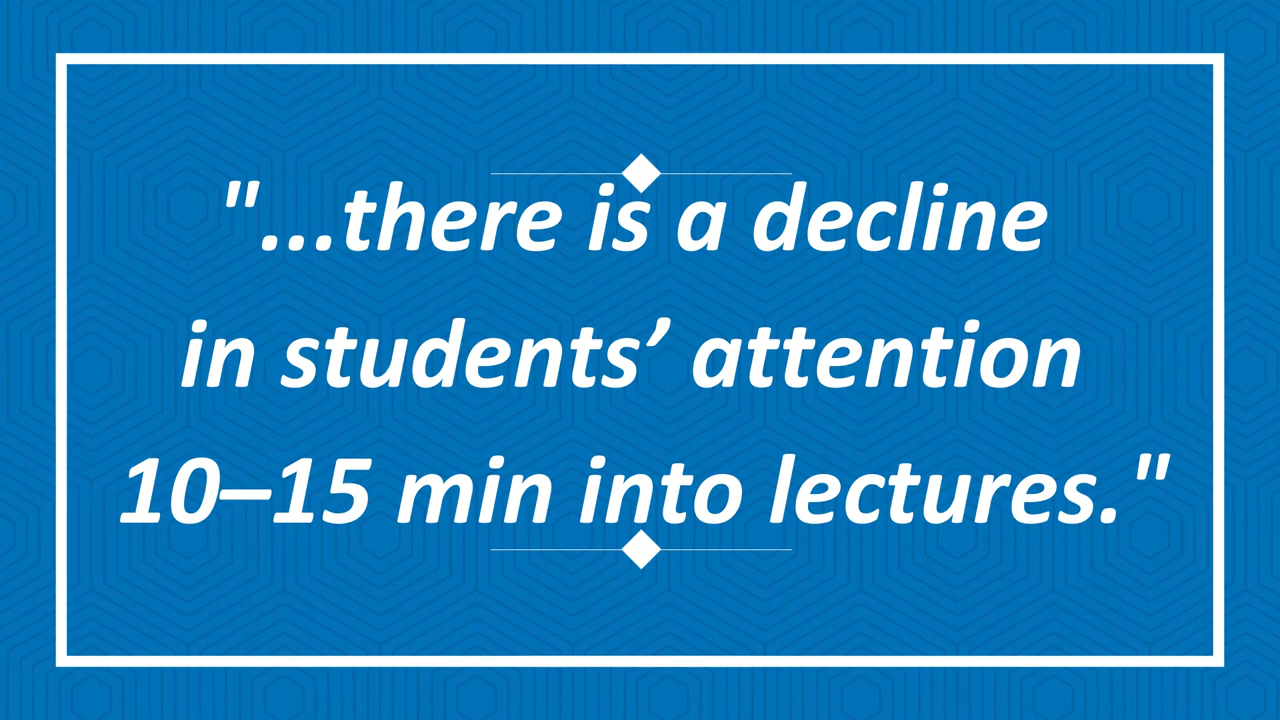 "...there is a decline
in students’ attention
10–15 min into lectures."